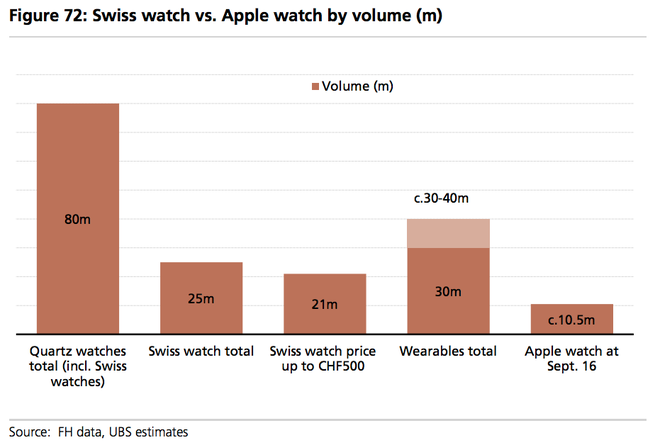 Figure 72: Swiss watch vs. Apple watch by volume (m)
Volume (m)
80m
25m
21m
c.30-40m
30m
c.10.5m
Quartz watches
total (incl. Swiss
watches)
Swiss watch total
Swiss watch price
up to CHF500
Wearables total
Apple watch at
Sept. 16
Source: FH data, UBS estimates